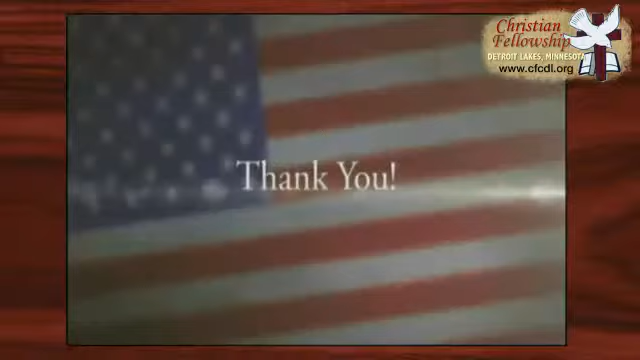 Christian
Fellowship
DETROIT LAKES, MINNESOTA
www.cfcdl.org
Thank You!